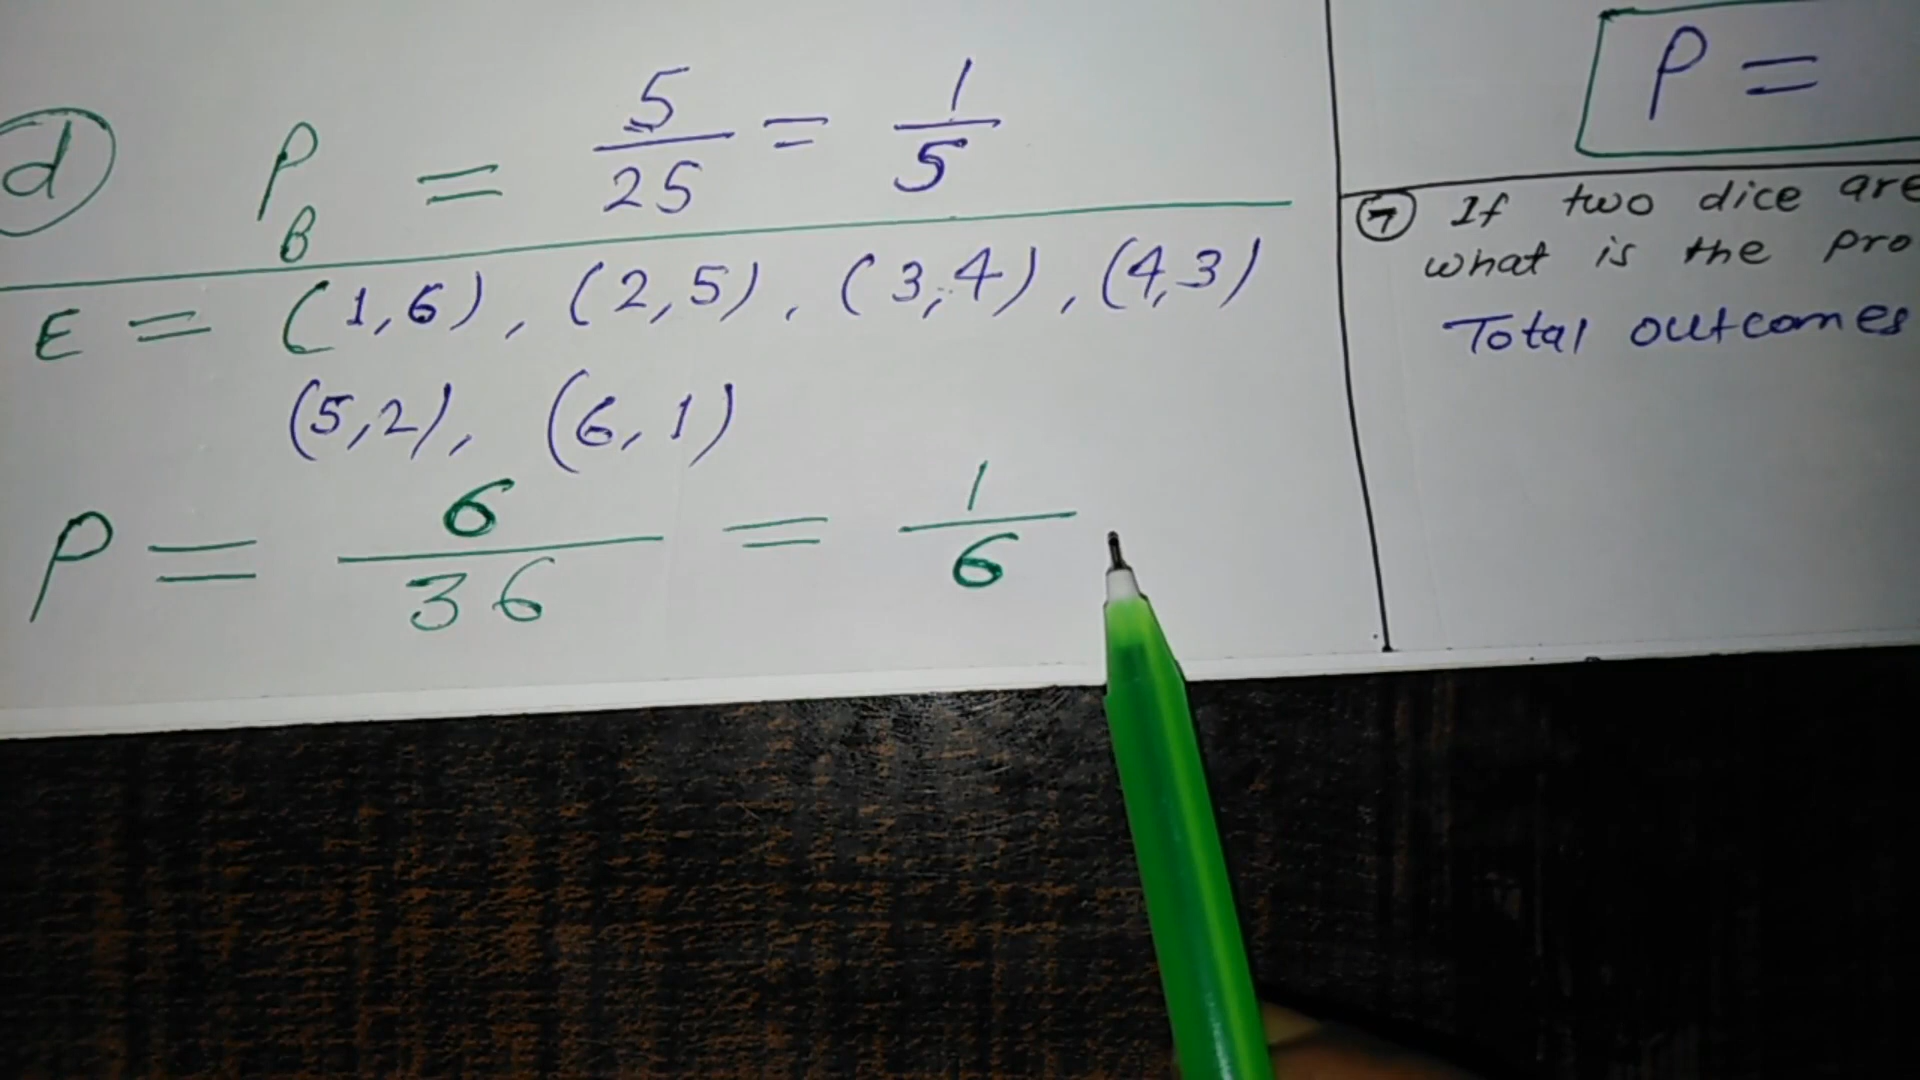 (d) P_B = 5/25 = 1/5
E = (1,6), (2,5), (3,4), (4,3)
(5,2), (6,1)
P = 6/36 = 1/6
P =
(7) If two dice are
what is the pro
Total outcomes